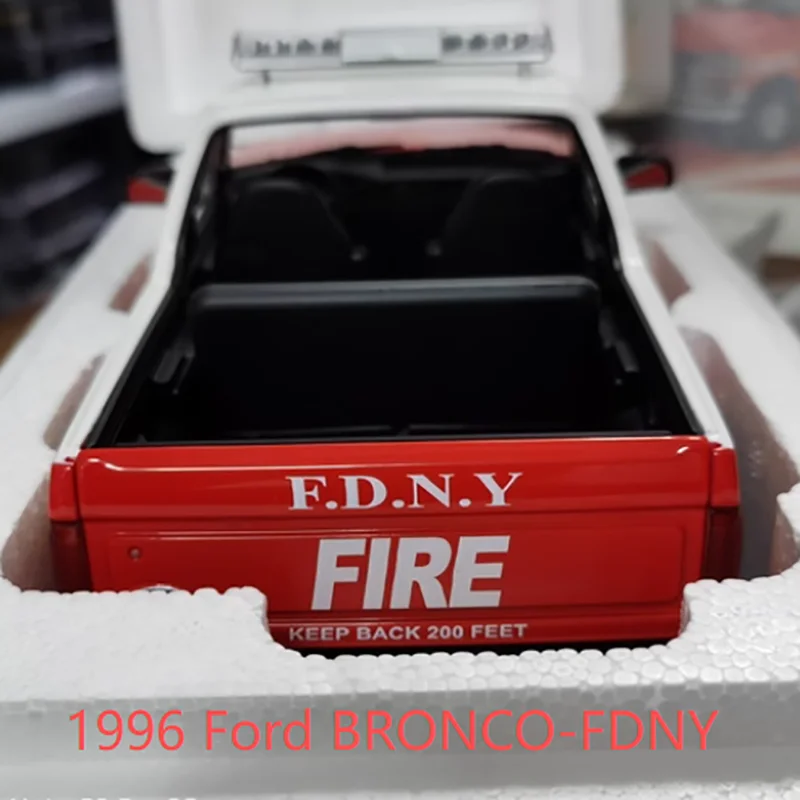 F.D.N.Y
FIRE
KEEP BACK 200 FEET
1996 Ford BRONCO-FDNY